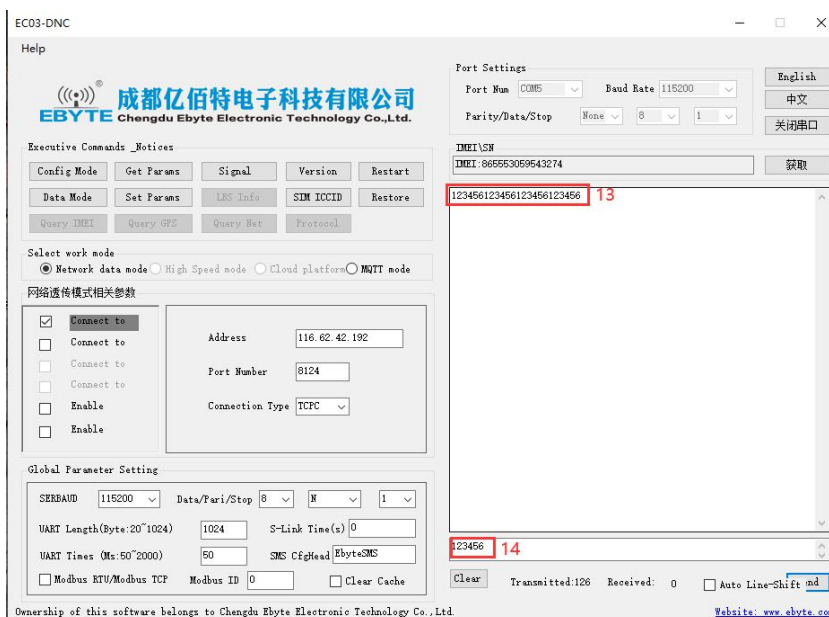 EC03-DNC
Help
((( ))) ®
EBYTE 成都亿佰特电子科技有限公司
Chengdu Ebyte Electronic Technology Co.,Ltd.
Port Settings
Port Num COM5 Baud Rate 115200
Parity/Data/Stop None 8 1
English
中文
关闭串口
IMEI\SN
IMEI:865553059543274 获取
Executive Commands _Notices
Config Mode Get Params Signal Version Restart
Data Mode Set Params LBS Info SIM ICCID Restore
Query IMEI Query GPS Query Net Protocol
Select work mode
Network data mode High Speed mode Cloud platform MQTT mode
网络透传模式相关参数
Connect to
Connect to
Connect to
Connect to
Enable
Enable
Address 116.62.42.192
Port Number 8124
Connection Type TCPC
Global Parameter Setting
SERBAUD 115200 Data/Pari/Stop 8 N 1
UART Length(Byte:20~1024) 1024 S-Link Time(s) 0
UART Times (Ms:50~2000) 50 SMS CfgHead EbyteSMS
Modbus RTU/Modbus TCP Modbus ID 0 Clear Cache
123456123456123456123456 13
123456 14
Clear Transmitted:126 Received: 0 Auto Line-Shift nd
Ownership of this software belongs to Chengdu Ebyte Electronic Technology Co.,Ltd.
Website: www.ebyte.com